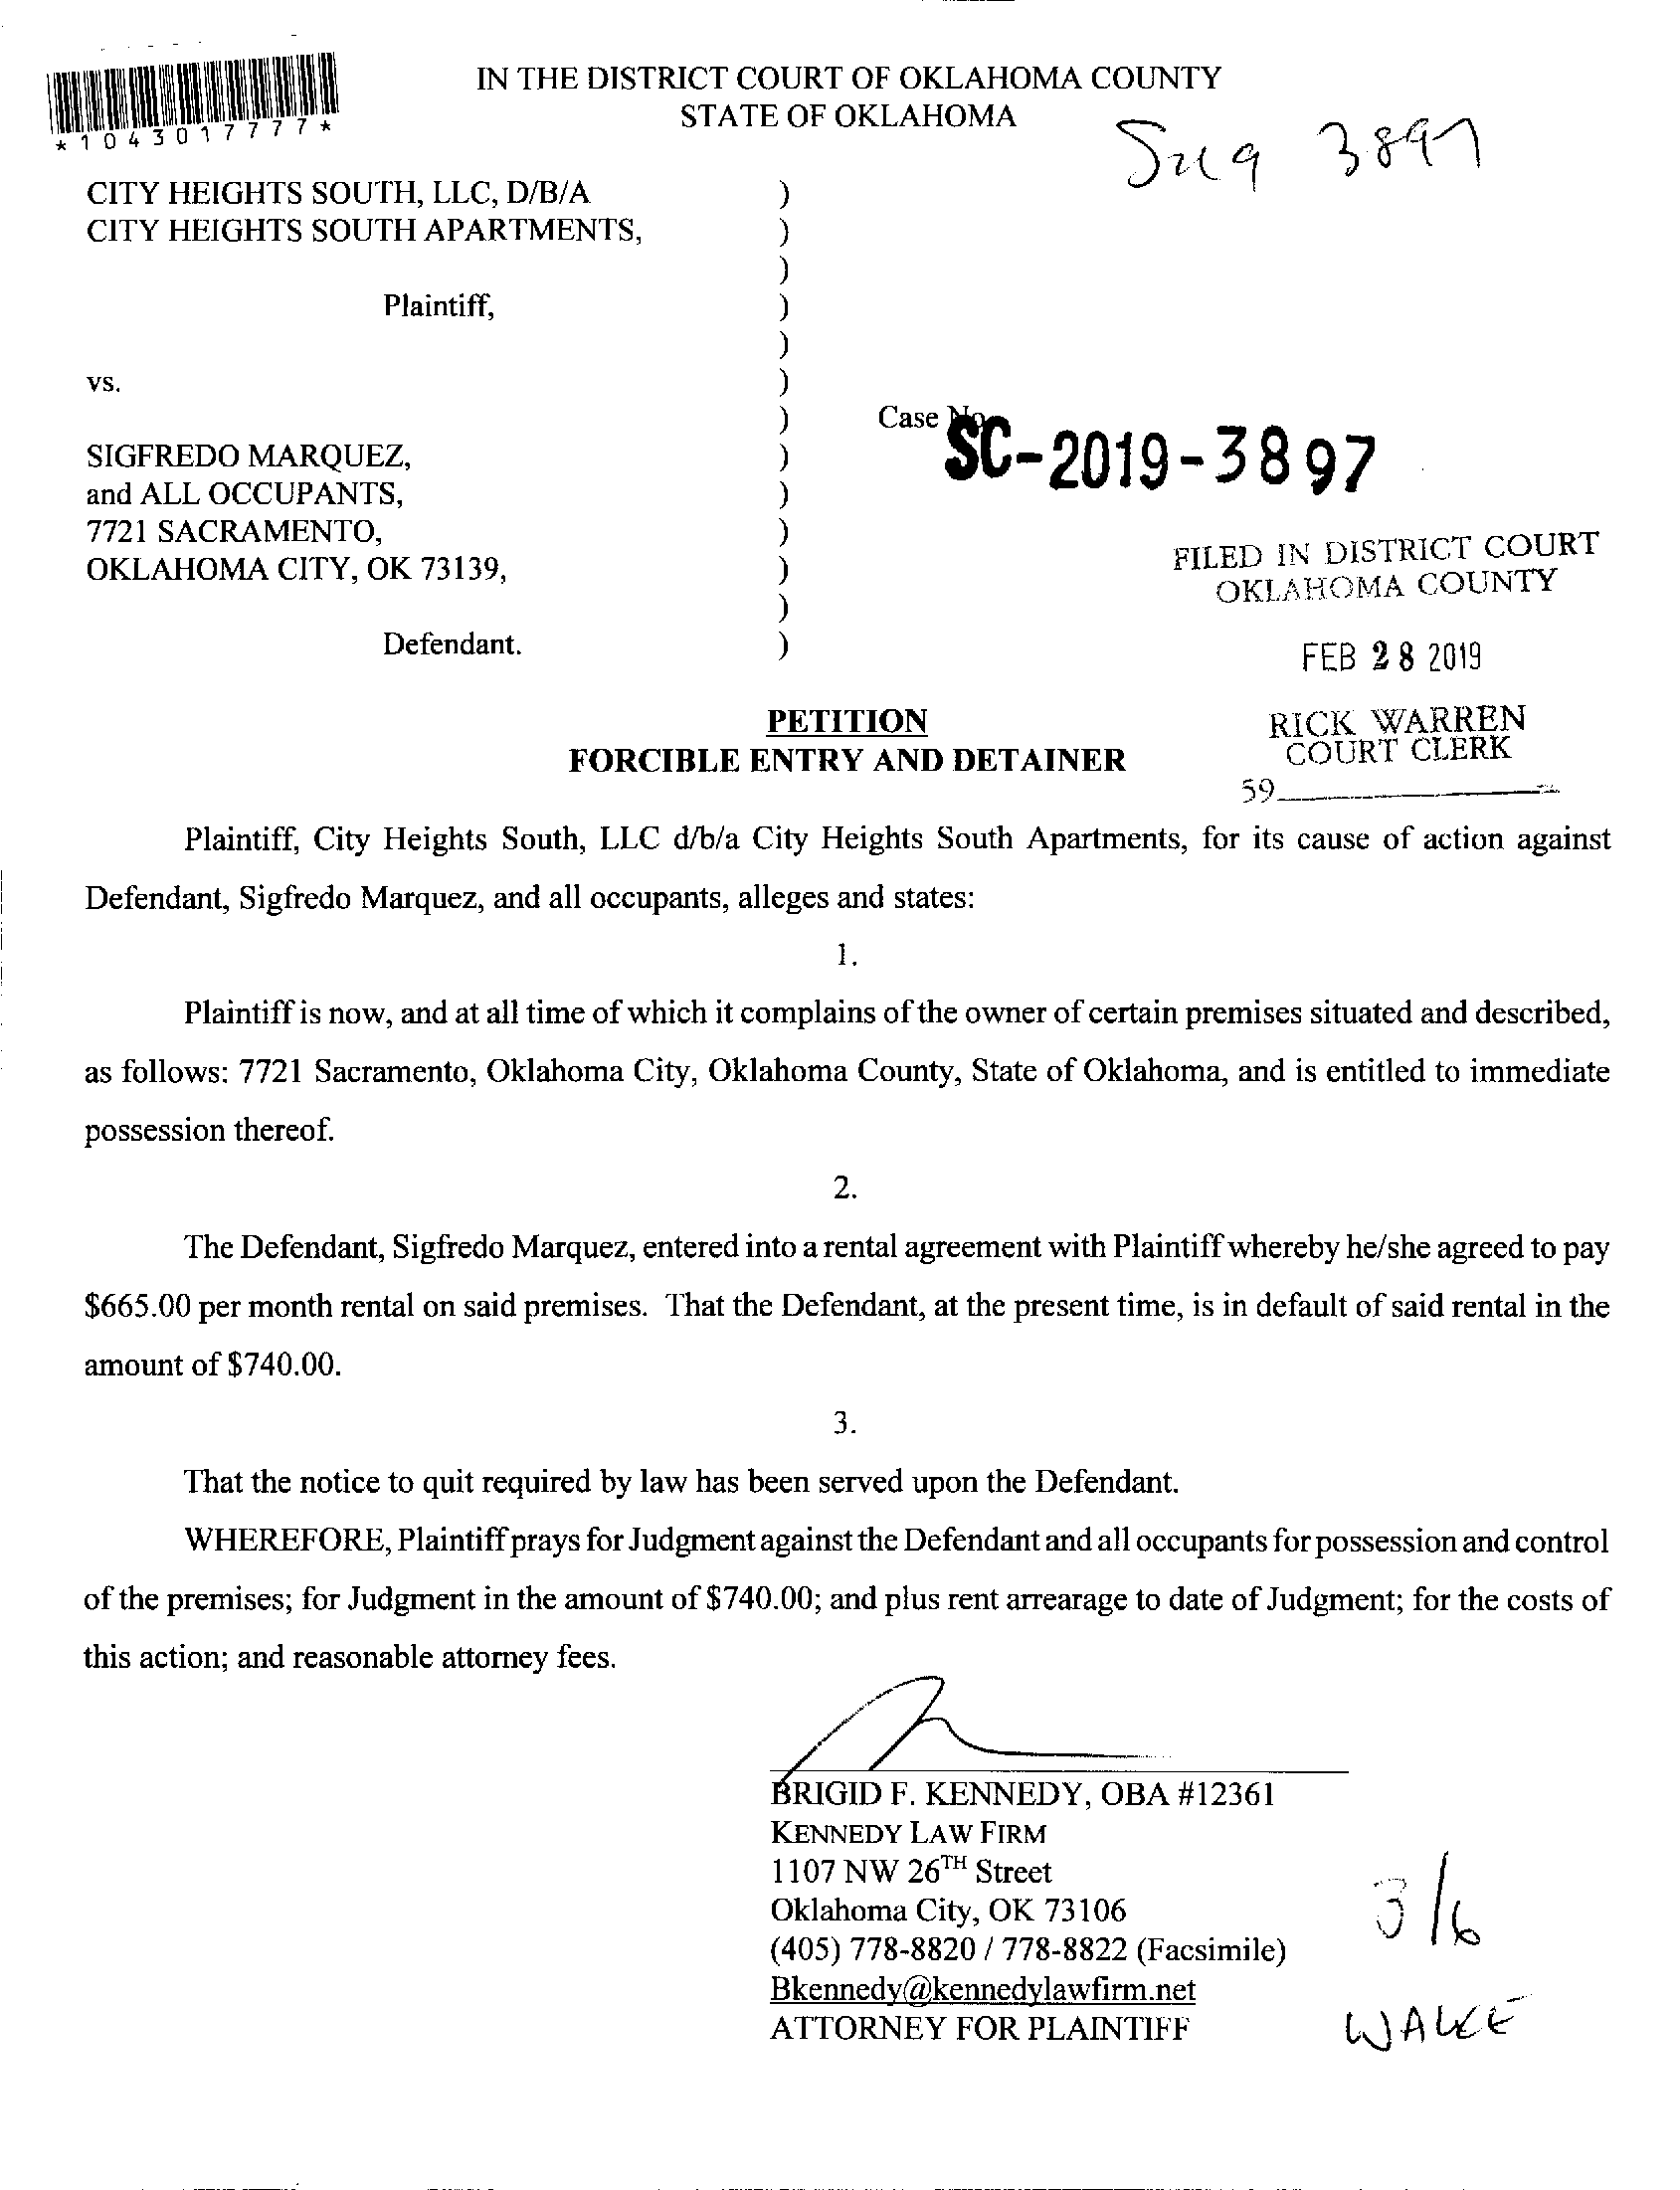 *1043017777*
IN THE DISTRICT COURT OF OKLAHOMA COUNTY
STATE OF OKLAHOMA
3897
CITY HEIGHTS SOUTH, LLC, D/B/A )
CITY HEIGHTS SOUTH APARTMENTS, )
)
Plaintiff, )
)
vs. )
) Case No.
SC-2019-3897
SIGFREDO MARQUEZ, )
and ALL OCCUPANTS, )
7721 SACRAMENTO, )
OKLAHOMA CITY, OK 73139, )
)
Defendant. )
FILED IN DISTRICT COURT
OKLAHOMA COUNTY
FEB 28 2019
RICK WARREN
COURT CLERK
59
PETITION
FORCIBLE ENTRY AND DETAINER
Plaintiff, City Heights South, LLC d/b/a City Heights South Apartments, for its cause of action against
Defendant, Sigfredo Marquez, and all occupants, alleges and states:
1.
Plaintiff is now, and at all time of which it complains of the owner of certain premises situated and described,
as follows: 7721 Sacramento, Oklahoma City, Oklahoma County, State of Oklahoma, and is entitled to immediate
possession thereof.
2.
The Defendant, Sigfredo Marquez, entered into a rental agreement with Plaintiff whereby he/she agreed to pay
$665.00 per month rental on said premises. That the Defendant, at the present time, is in default of said rental in the
amount of $740.00.
3.
That the notice to quit required by law has been served upon the Defendant.
WHEREFORE, Plaintiff prays for Judgment against the Defendant and all occupants for possession and control
of the premises; for Judgment in the amount of $740.00; and plus rent arrearage to date of Judgment; for the costs of
this action; and reasonable attorney fees.
BRIGID F. KENNEDY, OBA #12361
KENNEDY LAW FIRM
1107 NW 26TH Street
Oklahoma City, OK 73106
(405) 778-8820 / 778-8822 (Facsimile)
Bkennedy@kennedylawfirm.net
ATTORNEY FOR PLAINTIFF
3/6